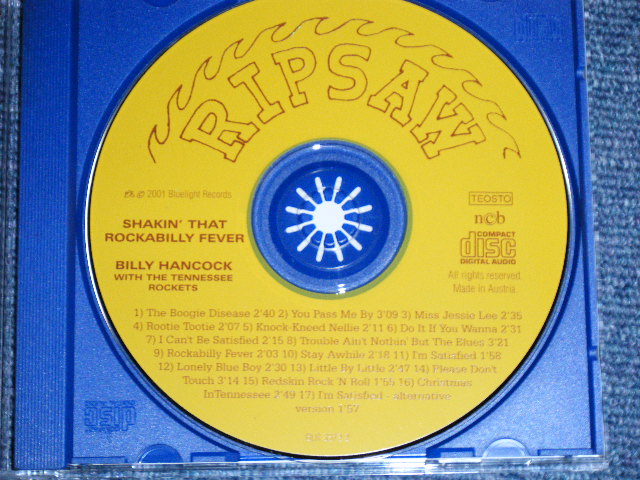 RIPSAW
2001 Bluelight Records
SHAKIN' THAT
ROCKABILLY FEVER
BILLY HANCOCK
WITH THE TENNESSEE
ROCKETS
TEOSTO
ncb
COMPACT
disc
DIGITAL AUDIO
All rights reserved.
Made in Austria.
1) The Boogie Disease 2'40 2) You Pass Me By 3'09 3) Miss Jessie Lee 2'35
4) Rootie Tootie 2'07 5) Knock-Kneed Nellie 2'11 6) Do It If You Wanna 2'31
7) I Can't Be Satisfied 2'15 8) Trouble Ain't Nothin' But The Blues 3'21
9) Rockabilly Fever 2'03 10) Stay Awhile 2'18 11) I'm Satisfied 1'58
12) Lonely Blue Boy 2'30 13) Little By Little 2'47 14) Please Don't
Touch 3'14 15) Redskin Rock 'N Roll 1'55 16) Christmas
InTennessee 2'49 17) I'm Satisfied - alternative
version 1'57